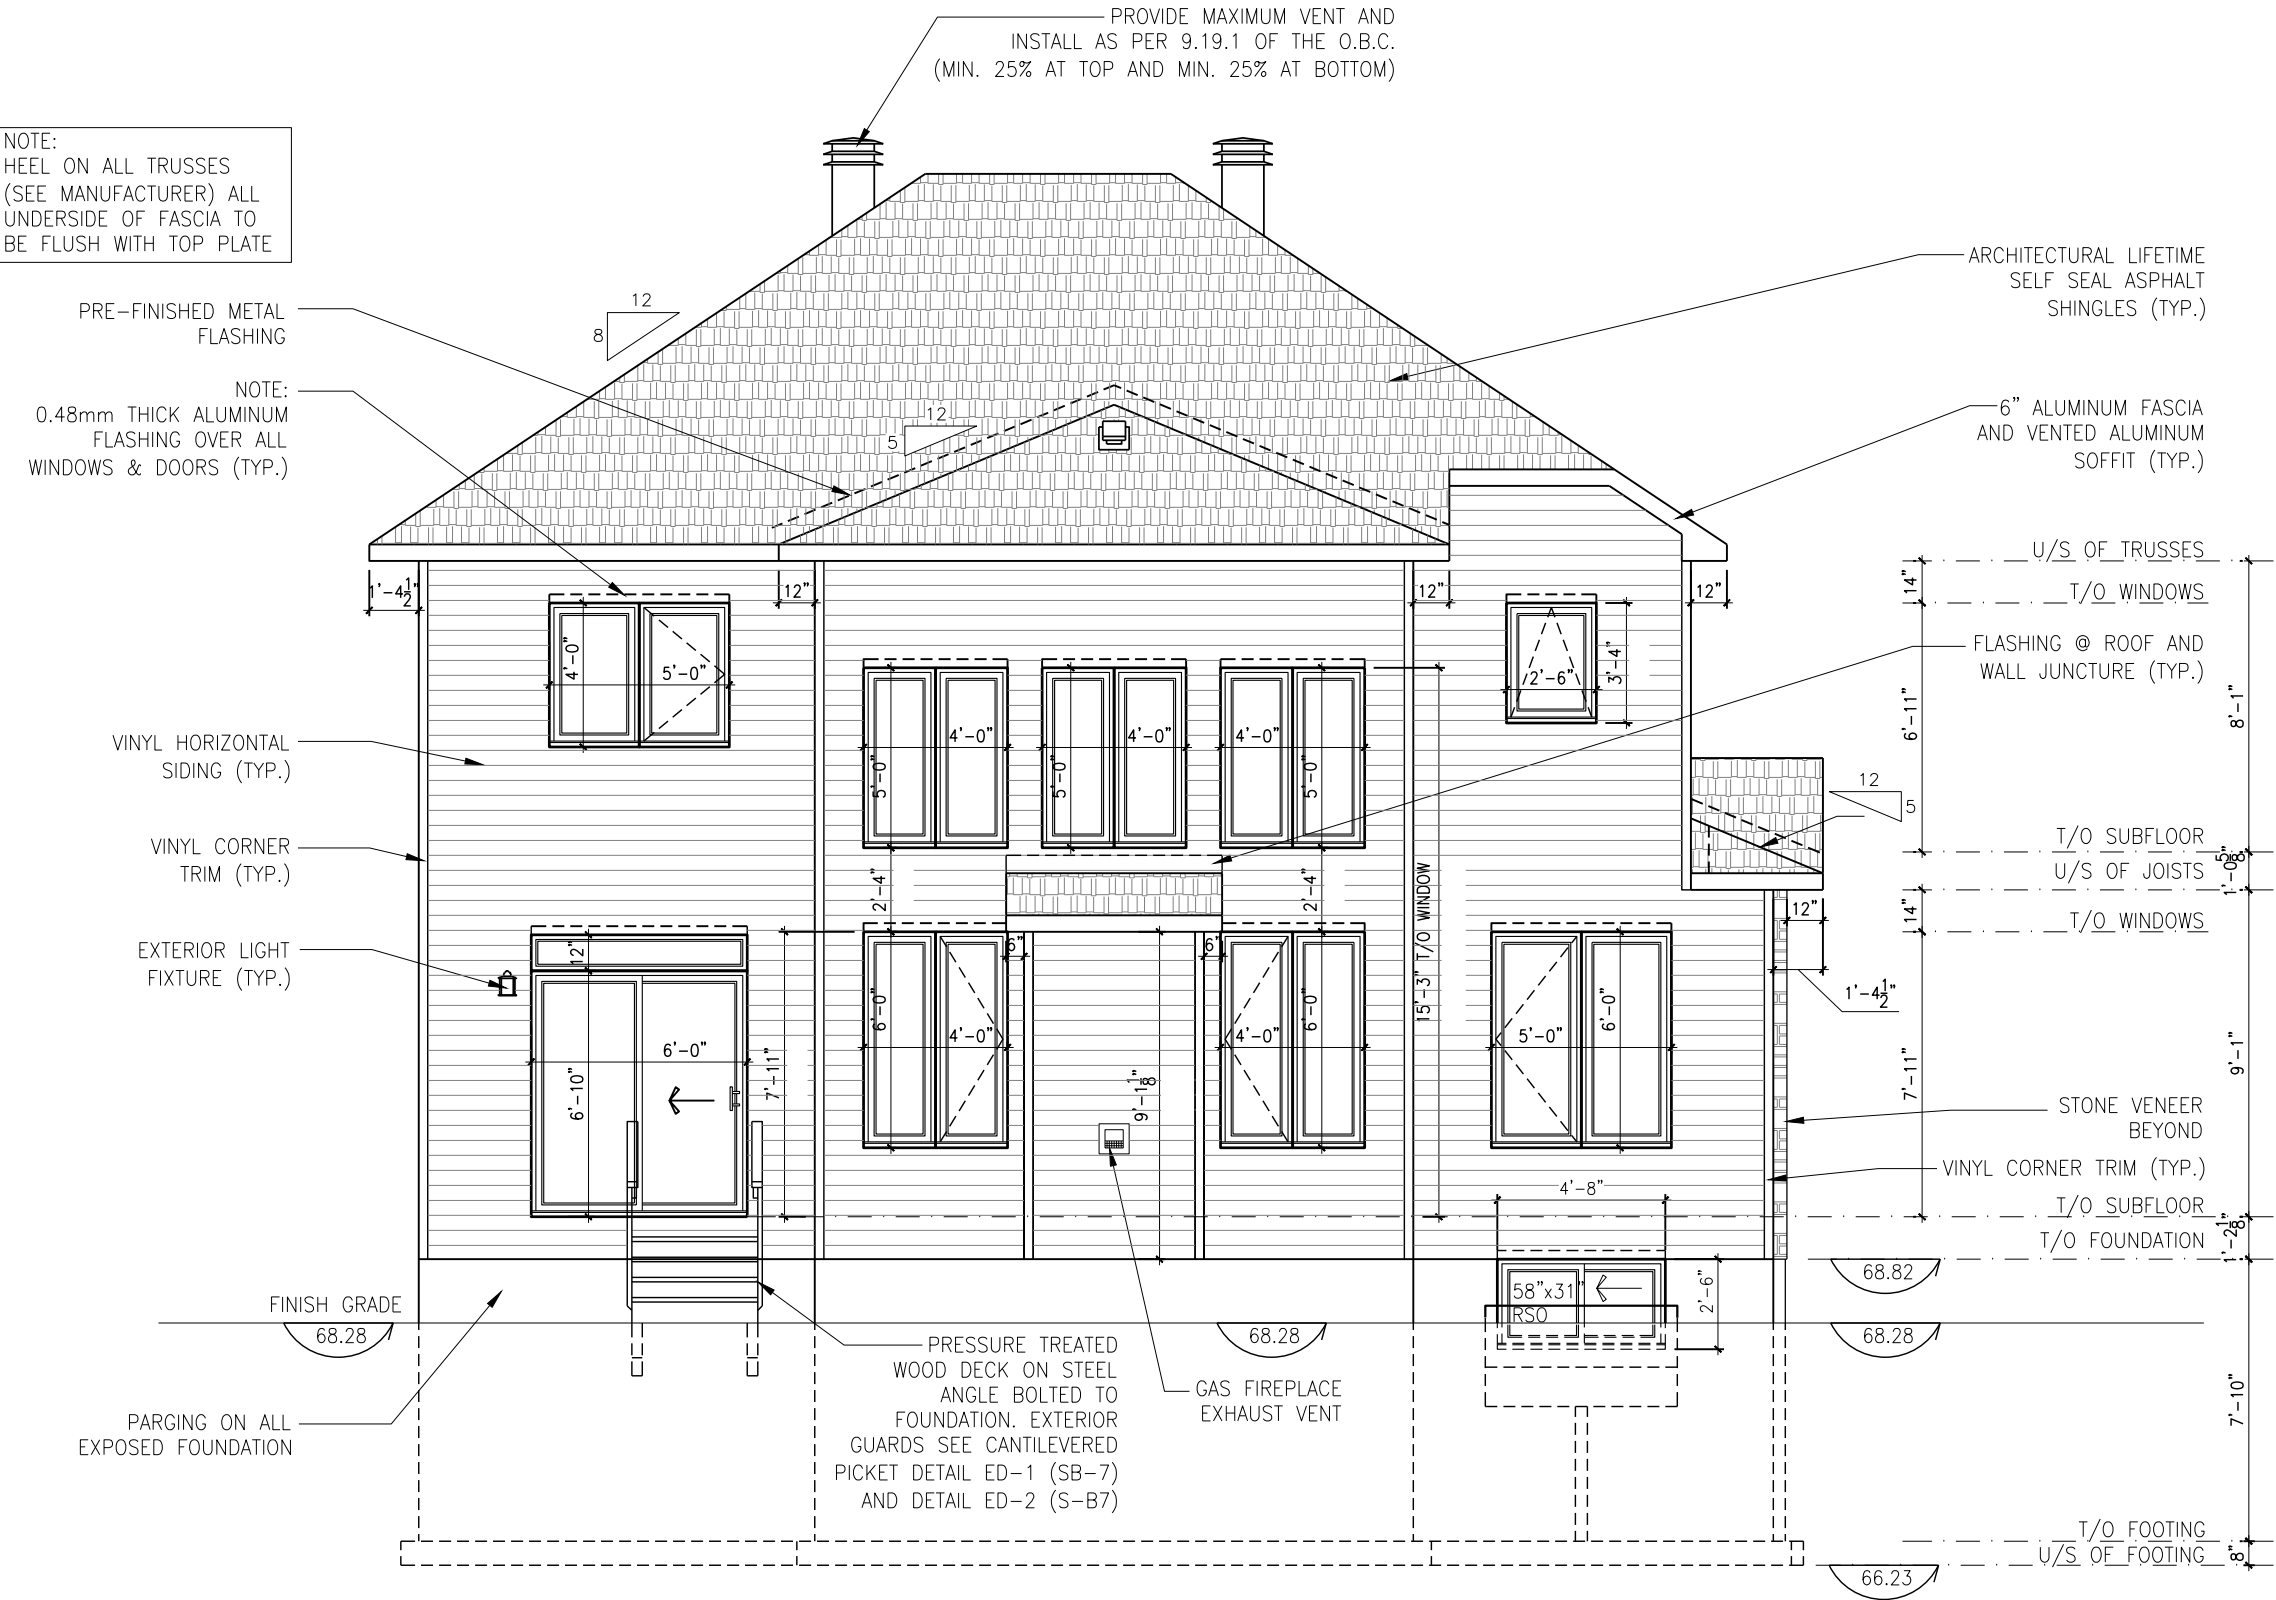 PROVIDE MAXIMUM VENT AND
INSTALL AS PER 9.19.1 OF THE O.B.C.
(MIN. 25% AT TOP AND MIN. 25% AT BOTTOM)
NOTE:
HEEL ON ALL TRUSSES
(SEE MANUFACTURER) ALL
UNDERSIDE OF FASCIA TO
BE FLUSH WITH TOP PLATE
PRE-FINISHED METAL
FLASHING
NOTE:
0.48mm THICK ALUMINUM
FLASHING OVER ALL
WINDOWS & DOORS (TYP.)
VINYL HORIZONTAL
SIDING (TYP.)
VINYL CORNER
TRIM (TYP.)
EXTERIOR LIGHT
FIXTURE (TYP.)
FINISH GRADE
68.28
PARGING ON ALL
EXPOSED FOUNDATION
12
8
12
5
1'-4½"
12"
12"
12"
4'-0"
5'-0"
4'-0"
5'-0"
4'-0"
5'-0"
4'-0"
5'-0"
2'-6"
3'-4"
2'-4"
2'-4"
15'-3" T/O WINDOW
12"
6'-0"
6'-10"
7'-11"
6"
6"
6'-0"
4'-0"
9'-1⅛"
4'-0"
6'-0"
5'-0"
6'-0"
4'-8"
58"x31"
RSO
2'-6"
68.28
PRESSURE TREATED
WOOD DECK ON STEEL
ANGLE BOLTED TO
FOUNDATION. EXTERIOR
GUARDS SEE CANTILEVERED
PICKET DETAIL ED-1 (SB-7)
AND DETAIL ED-2 (S-B7)
GAS FIREPLACE
EXHAUST VENT
ARCHITECTURAL LIFETIME
SELF SEAL ASPHALT
SHINGLES (TYP.)
6" ALUMINUM FASCIA
AND VENTED ALUMINUM
SOFFIT (TYP.)
U/S OF TRUSSES
14"
T/O WINDOWS
FLASHING @ ROOF AND
WALL JUNCTURE (TYP.)
6'-11"
8'-1"
12
5
T/O SUBFLOOR
1'-0⅝"
U/S OF JOISTS
12"
14"
T/O WINDOWS
1'-4½"
7'-11"
9'-1"
STONE VENEER
BEYOND
VINYL CORNER TRIM (TYP.)
T/O SUBFLOOR
1'-2⅛"
T/O FOUNDATION
68.82
68.28
7'-10"
T/O FOOTING
U/S OF FOOTING
8"
66.23